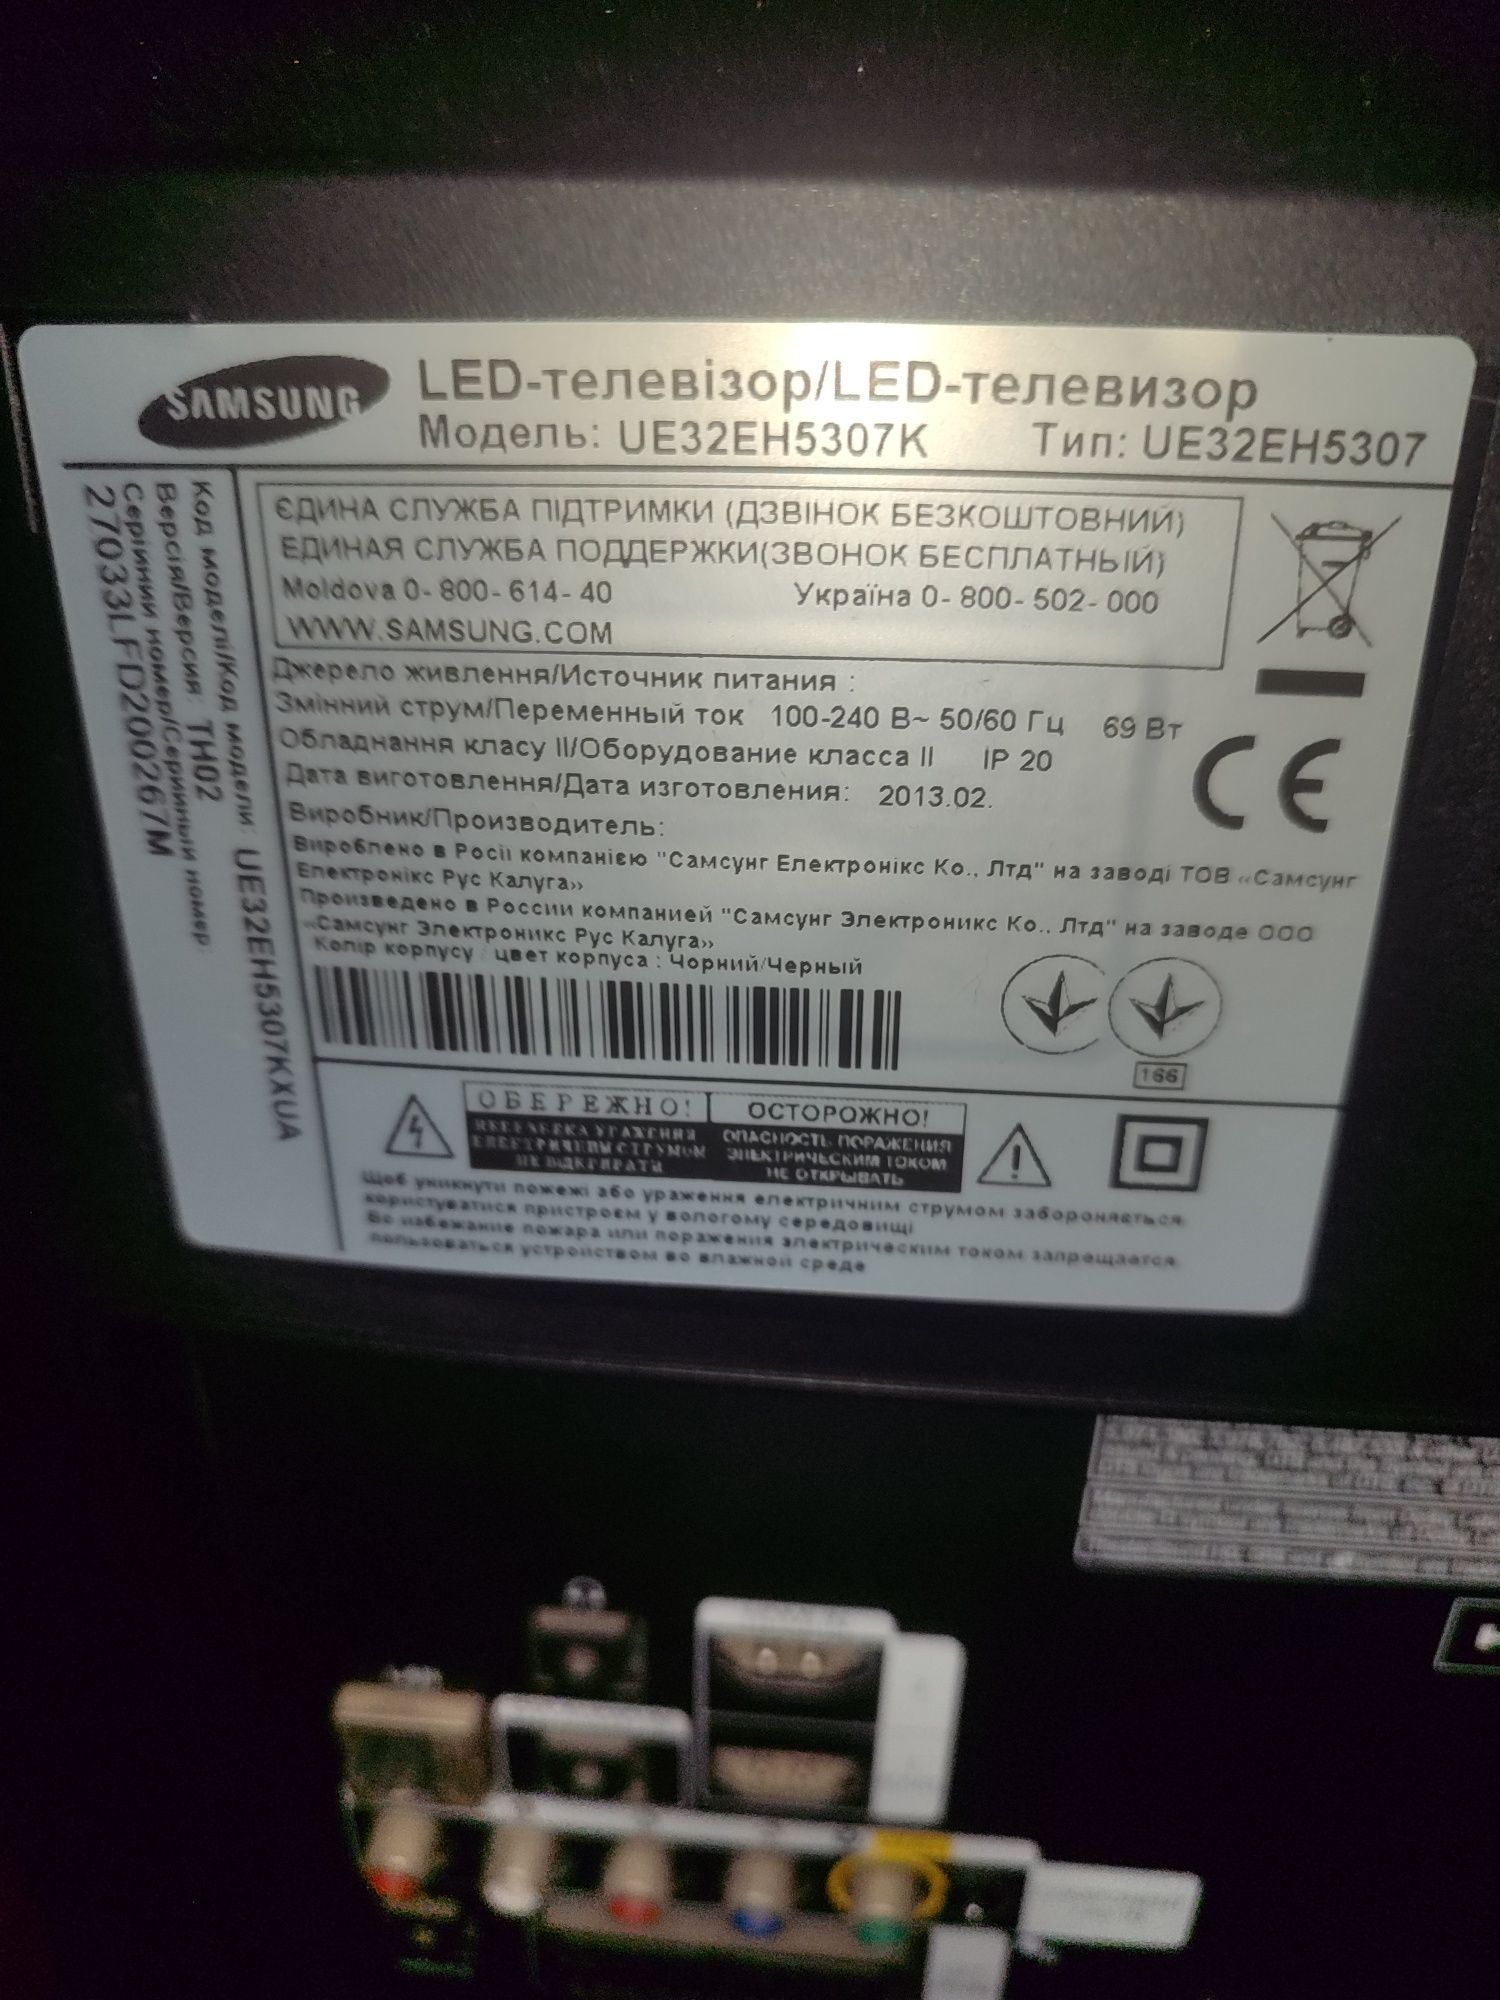 SAMSUNG
LED-телевізор/LED-телевизор
Модель: UE32EH5307K Тип: UE32EH5307
ЄДИНА СЛУЖБА ПІДТРИМКИ (ДЗВІНОК БЕЗКОШТОВНИЙ)
ЕДИНАЯ СЛУЖБА ПОДДЕРЖКИ(ЗВОНОК БЕСПЛАТНЫЙ)
Moldova 0- 800- 614- 40 Україна 0- 800- 502- 000
WWW.SAMSUNG.COM
Джерело живлення/Источник питания :
Змінний струм/Переменный ток 100-240 В~ 50/60 Гц 69 Вт
Обладнання класу II/Оборудование класса II IP 20
Дата виготовлення/Дата изготовления: 2013.02.
Виробник/Производитель:
Вироблено в Росії компанією "Самсунг Електронікс Ко., Лтд" на заводі ТОВ «Самсунг
Електронікс Рус Калуга»
Произведено в России компанией "Самсунг Электроникс Ко., Лтд" на заводе ООО
«Самсунг Электроникс Рус Калуга»
Колір корпусу / цвет корпуса : Чорний/Черный
166
Код моделі/Код модели: UE32EH5307KXUA
Версія/Версия: TH02
Серійний номер/Серийный номер:
27033LFD200267M
ОБЕРЕЖНО! ОСТОРОЖНО!
НЕБЕЗПЕКА УРАЖЕННЯ ОПАСНОСТЬ ПОРАЖЕНИЯ
ЕЛЕКТРИЧНИМ СТРУМОМ ЭЛЕКТРИЧЕСКИМ ТОКОМ
НЕ ВІДКРИВАТИ НЕ ОТКРЫВАТЬ
Щоб уникнути пожежі або ураження електричним струмом забороняється
користуватися пристроєм у вологому середовищі
Во избежание пожара или поражения электрическим током запрещается
пользоваться устройством во влажной среде